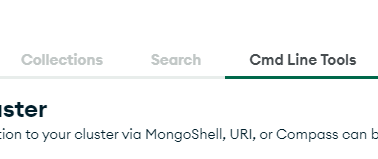 Collections Search Cmd Line Tools
uster
tion to your cluster via MongoShell, URI, or Compass can b